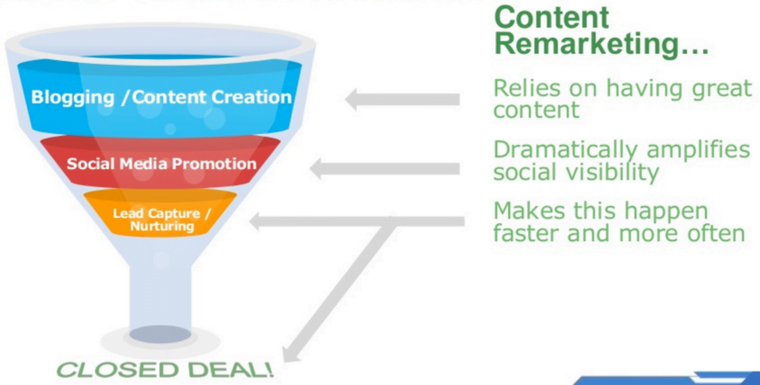 Content
Remarketing...
Blogging /Content Creation
Relies on having great
content
Social Media Promotion
Dramatically amplifies
social visibility
Lead Capture /
Nurturing
Makes this happen
faster and more often
CLOSED DEAL!